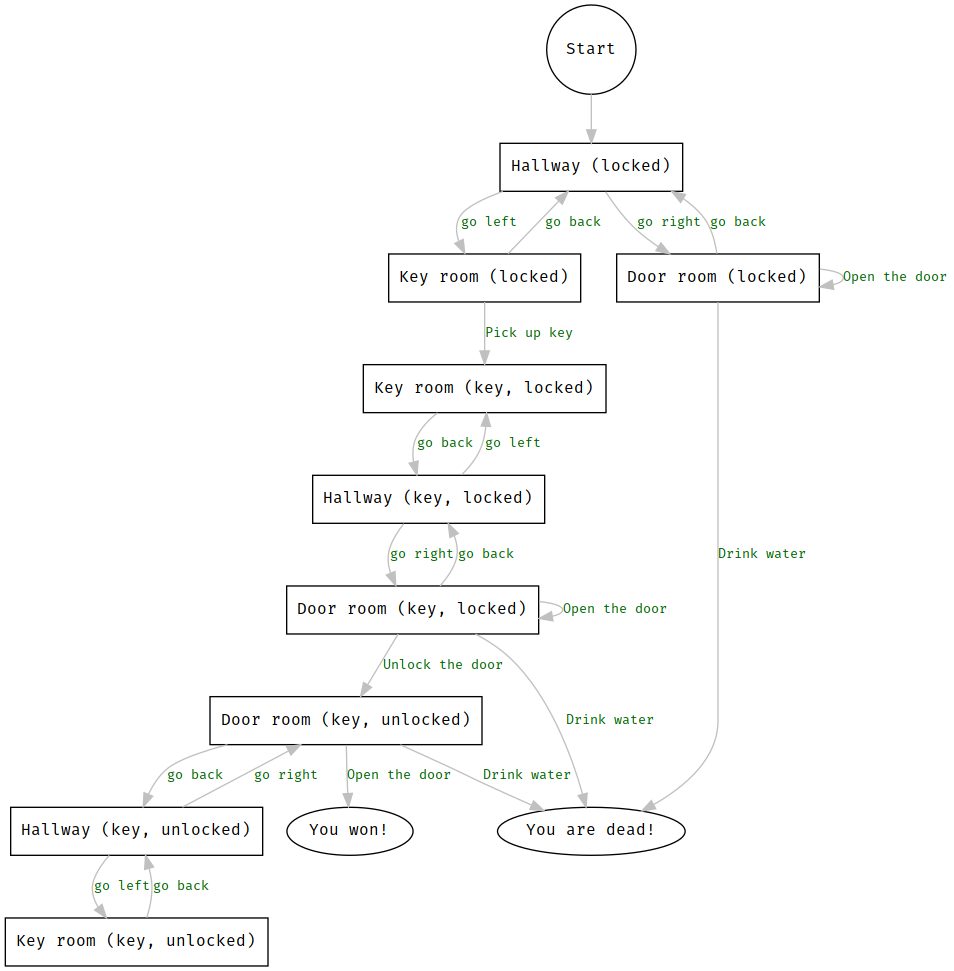 Start
Hallway (locked)
go left
go back
go right
go back
Key room (locked)
Door room (locked)
Open the door
Pick up key
Key room (key, locked)
go back
go left
Hallway (key, locked)
go right
go back
Drink water
Door room (key, locked)
Open the door
Unlock the door
Drink water
Door room (key, unlocked)
go back
go right
Open the door
Drink water
Hallway (key, unlocked)
You won!
You are dead!
go left
go back
Key room (key, unlocked)